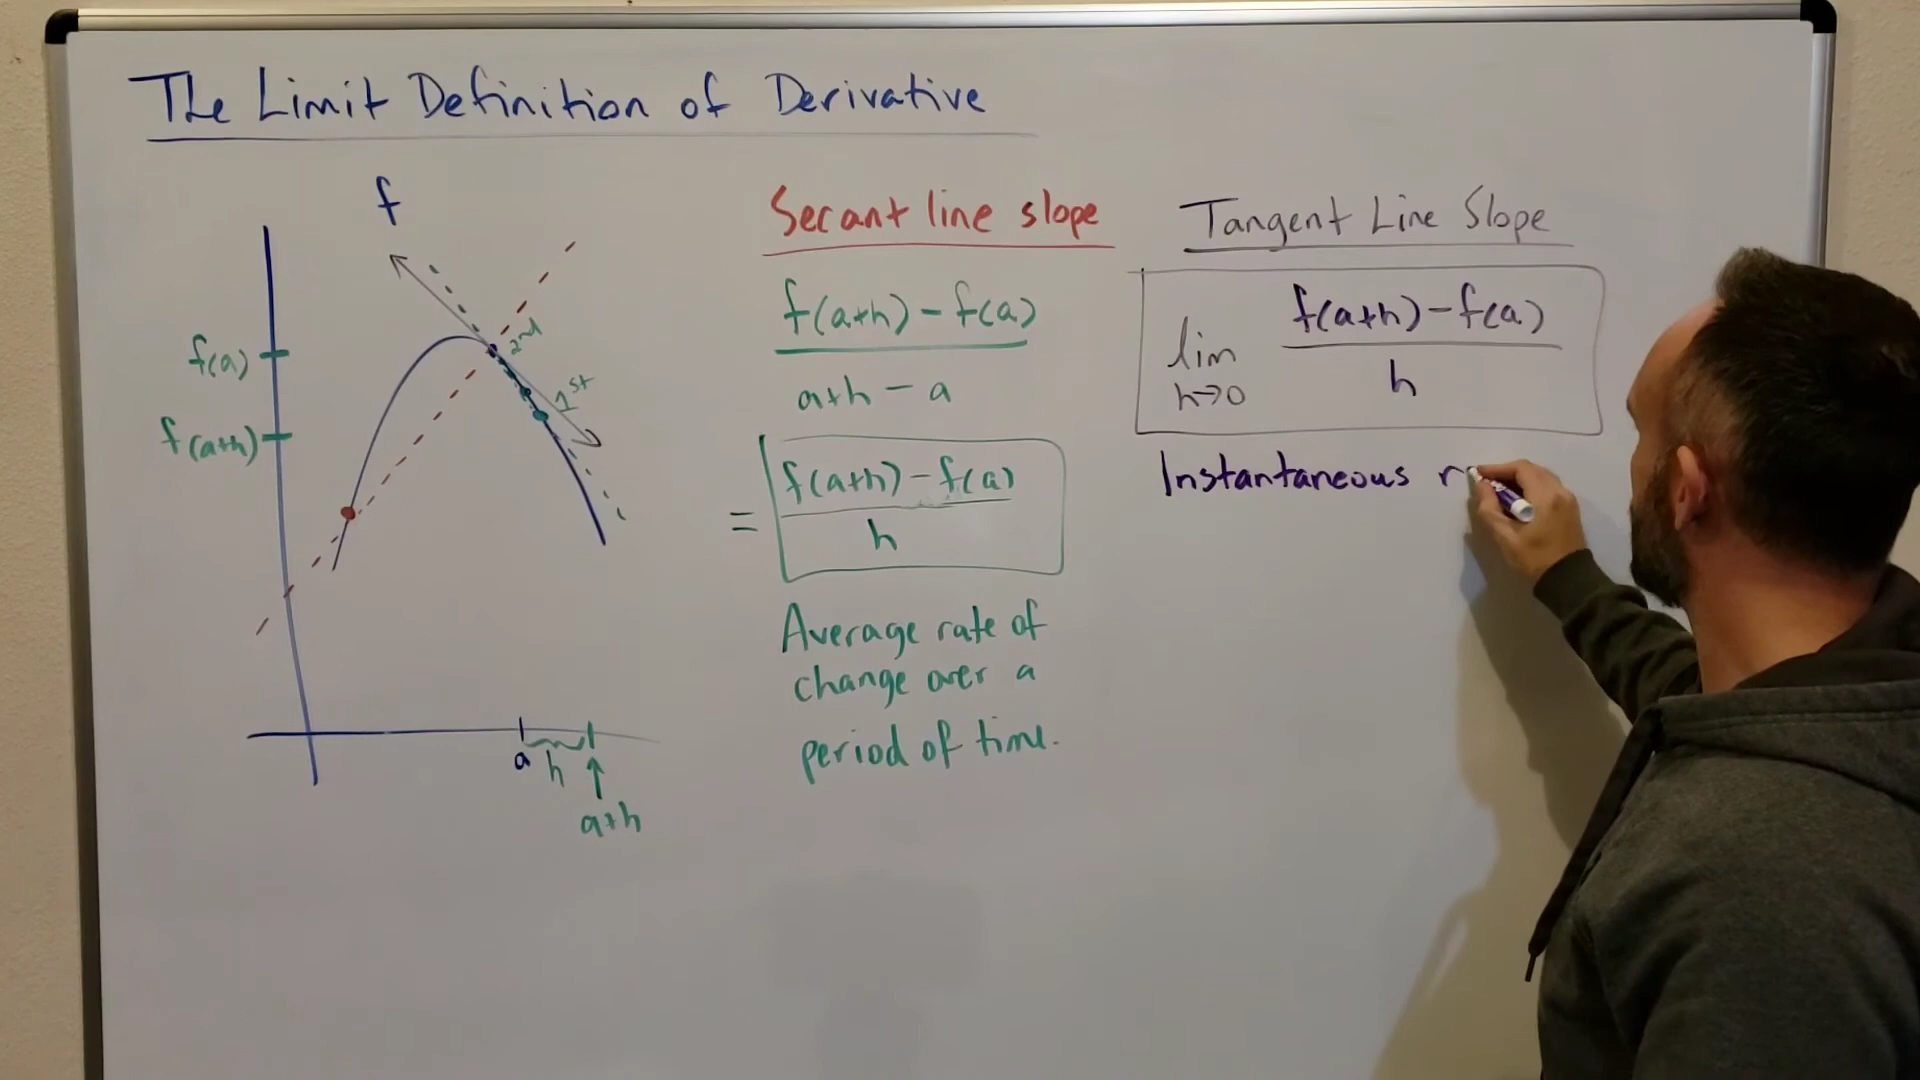 The Limit Definition of Derivative
f
f(a)
f(a+h)
2nd
1st
a
h
a+h
Secant line slope
f(a+h) - f(a)
a+h - a
= f(a+h) - f(a)
h
Average rate of
change over a
period of time.
Tangent Line Slope
lim
h→0
f(a+h) - f(a)
h
Instantaneous